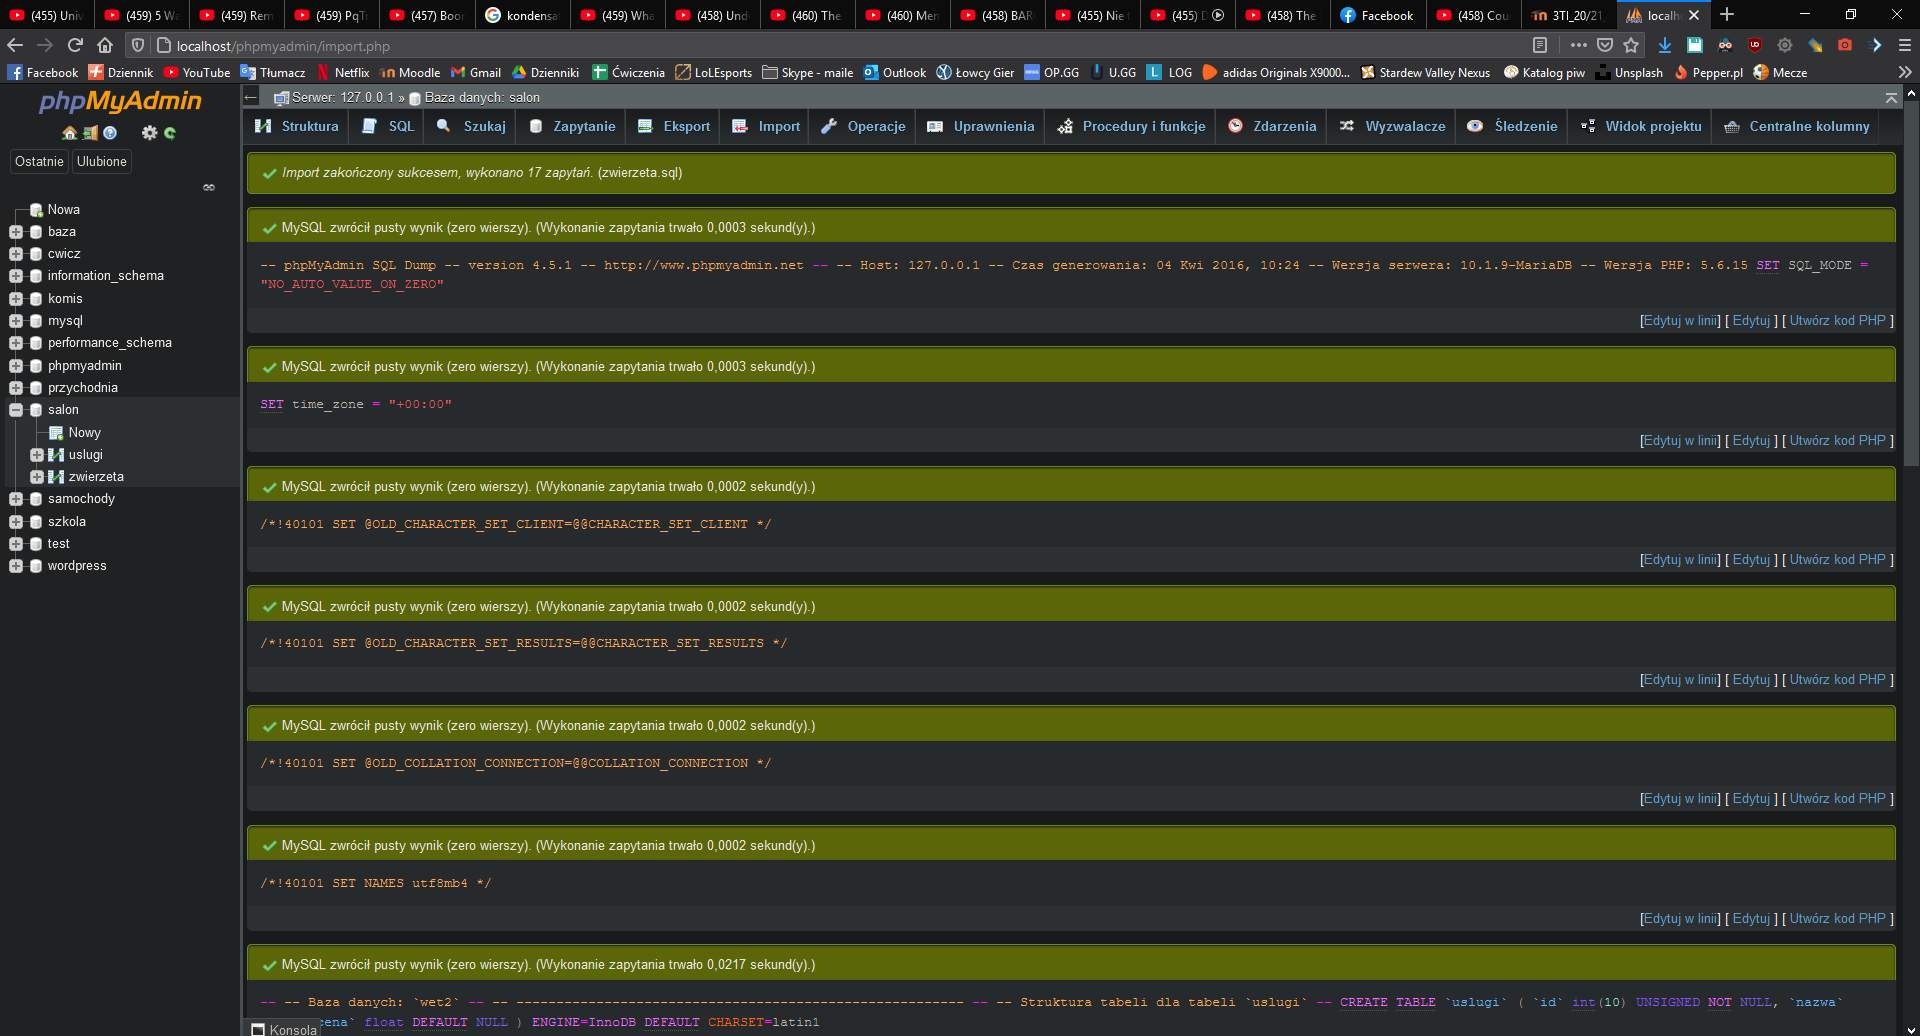 (455) Univ
(459) 5 Wa
(459) Rem
(459) PqTr
(457) Boor
kondensa
(459) Wha
(458) Und
(460) The
(460) Men
(458) BAR
(455) Nie
(455) D
(458) The
Facebook
(458) Cou
3TI_20/21_
localh
localhost/phpmyadmin/import.php
Facebook Dziennik YouTube Tłumacz Netflix Moodle Gmail Dzienniki Ćwiczenia LoLEsports Skype - maile Outlook Łowcy Gier OP.GG U.GG LOG adidas Originals X9000... Stardew Valley Nexus Katalog piw Unsplash Pepper.pl Mecze
phpMyAdmin
Ostatnie Ulubione
Nowa
baza
cwicz
information_schema
komis
mysql
performance_schema
phpmyadmin
przychodnia
salon
Nowy
uslugi
zwierzeta
samochody
szkola
test
wordpress
Serwer: 127.0.0.1 » Baza danych: salon
Struktura SQL Szukaj Zapytanie Eksport Import Operacje Uprawnienia Procedury i funkcje Zdarzenia Wyzwalacze Śledzenie Widok projektu Centralne kolumny
Import zakończony sukcesem, wykonano 17 zapytań. (zwierzeta.sql)
MySQL zwrócił pusty wynik (zero wierszy). (Wykonanie zapytania trwało 0,0003 sekund(y).)
-- phpMyAdmin SQL Dump -- version 4.5.1 -- http://www.phpmyadmin.net -- -- Host: 127.0.0.1 -- Czas generowania: 04 Kwi 2016, 10:24 -- Wersja serwera: 10.1.9-MariaDB -- Wersja PHP: 5.6.15 SET SQL_MODE =
"NO_AUTO_VALUE_ON_ZERO"
[Edytuj w linii] [ Edytuj ] [ Utwórz kod PHP ]
MySQL zwrócił pusty wynik (zero wierszy). (Wykonanie zapytania trwało 0,0003 sekund(y).)
SET time_zone = "+00:00"
[Edytuj w linii] [ Edytuj ] [ Utwórz kod PHP ]
MySQL zwrócił pusty wynik (zero wierszy). (Wykonanie zapytania trwało 0,0002 sekund(y).)
/*!40101 SET @OLD_CHARACTER_SET_CLIENT=@@CHARACTER_SET_CLIENT */
[Edytuj w linii] [ Edytuj ] [ Utwórz kod PHP ]
MySQL zwrócił pusty wynik (zero wierszy). (Wykonanie zapytania trwało 0,0002 sekund(y).)
/*!40101 SET @OLD_CHARACTER_SET_RESULTS=@@CHARACTER_SET_RESULTS */
[Edytuj w linii] [ Edytuj ] [ Utwórz kod PHP ]
MySQL zwrócił pusty wynik (zero wierszy). (Wykonanie zapytania trwało 0,0002 sekund(y).)
/*!40101 SET @OLD_COLLATION_CONNECTION=@@COLLATION_CONNECTION */
[Edytuj w linii] [ Edytuj ] [ Utwórz kod PHP ]
MySQL zwrócił pusty wynik (zero wierszy). (Wykonanie zapytania trwało 0,0002 sekund(y).)
/*!40101 SET NAMES utf8mb4 */
[Edytuj w linii] [ Edytuj ] [ Utwórz kod PHP ]
MySQL zwrócił pusty wynik (zero wierszy). (Wykonanie zapytania trwało 0,0217 sekund(y).)
-- -- Baza danych: `wet2` -- -- -------------------------------------------------------- -- -- Struktura tabeli dla tabeli `uslugi` -- CREATE TABLE `uslugi` ( `id` int(10) UNSIGNED NOT NULL, `nazwa`
cena` float DEFAULT NULL ) ENGINE=InnoDB DEFAULT CHARSET=latin1
Konsola